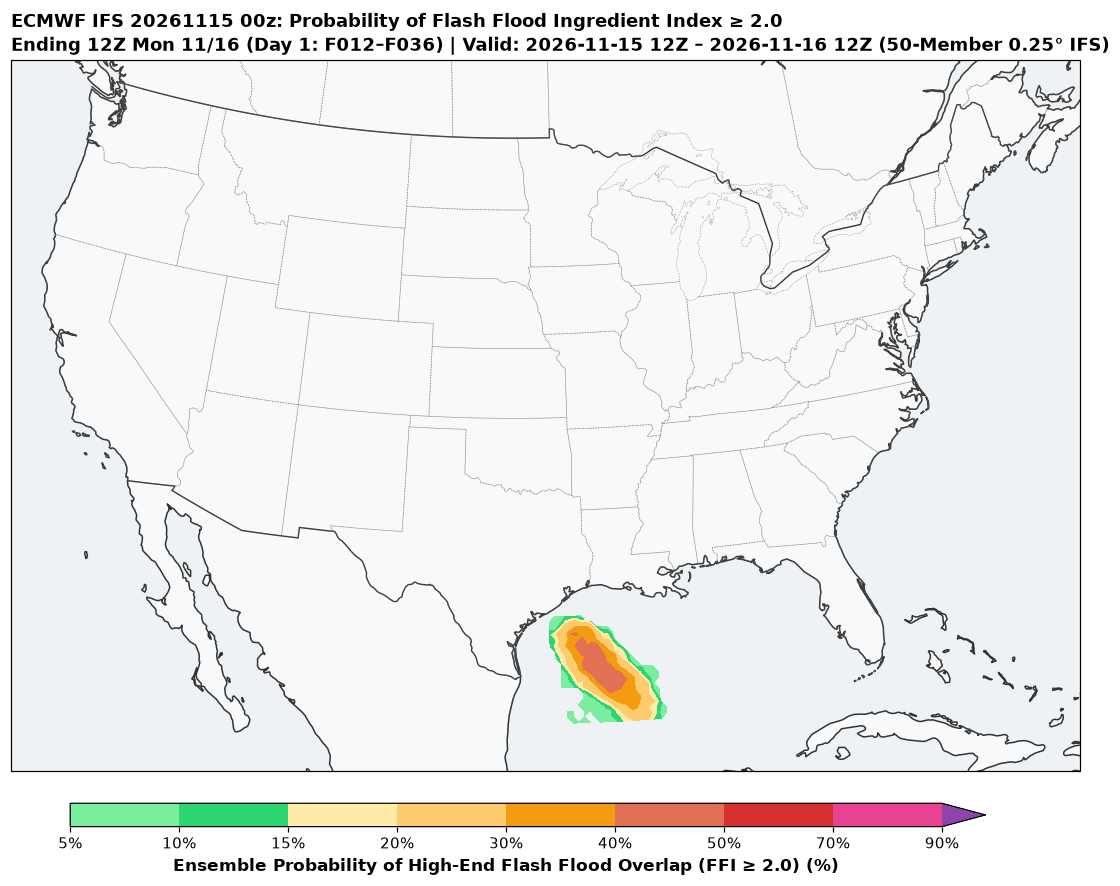 ECMWF IFS 20261115 00z: Probability of Flash Flood Ingredient Index ≥ 2.0
Ending 12Z Mon 11/16 (Day 1: F012–F036) | Valid: 2026-11-15 12Z – 2026-11-16 12Z (50-Member 0.25° IFS)
5% 10% 15% 20% 30% 40% 50% 70% 90%
Ensemble Probability of High-End Flash Flood Overlap (FFI ≥ 2.0) (%)